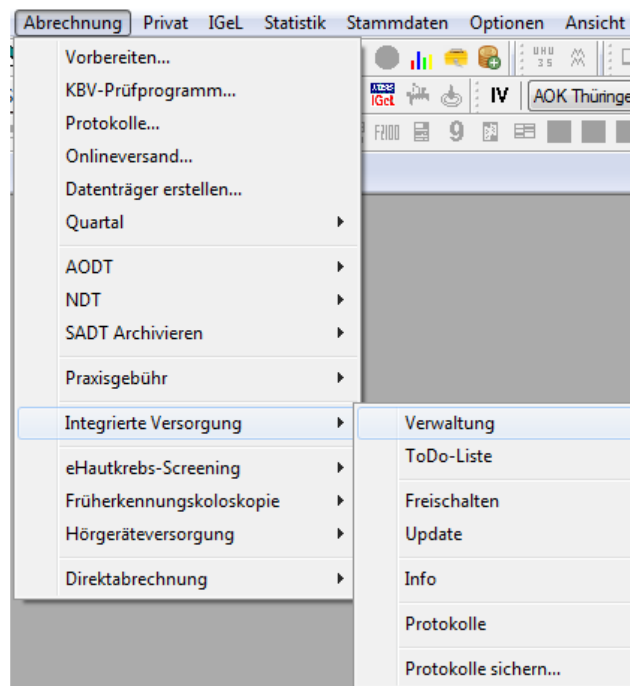 Abrechnung Privat IGeL Statistik Stammdaten Optionen Ansicht
Vorbereiten...
KBV-Prüfprogramm...
IGeL IV AOK Thüringe
Protokolle...
F2100 9
Onlineversand...
Datenträger erstellen...
Quartal
AODT
NDT
SADT Archivieren
Praxisgebühr
Integrierte Versorgung
eHautkrebs-Screening
Früherkennungskoloskopie
Hörgeräteversorgung
Direktabrechnung
Verwaltung
ToDo-Liste
Freischalten
Update
Info
Protokolle
Protokolle sichern...